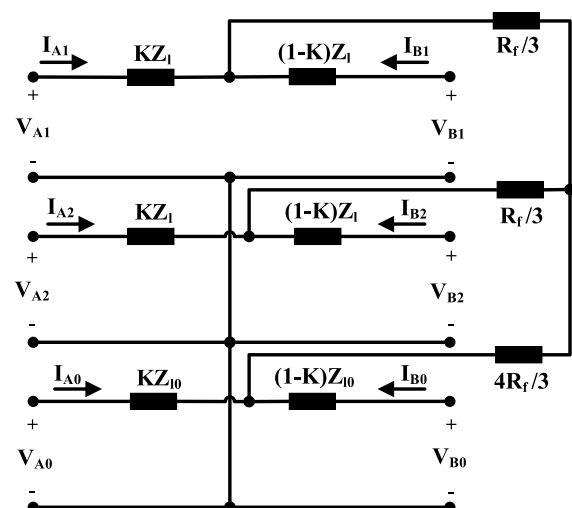 I_A1 KZ_l (1-K)Z_l I_B1 R_f/3
+ +
V_A1 V_B1
- -
I_A2 KZ_l (1-K)Z_l I_B2 R_f/3
+ +
V_A2 V_B2
- -
I_A0 KZ_l0 (1-K)Z_l0 I_B0 4R_f/3
+ +
V_A0 V_B0
- -